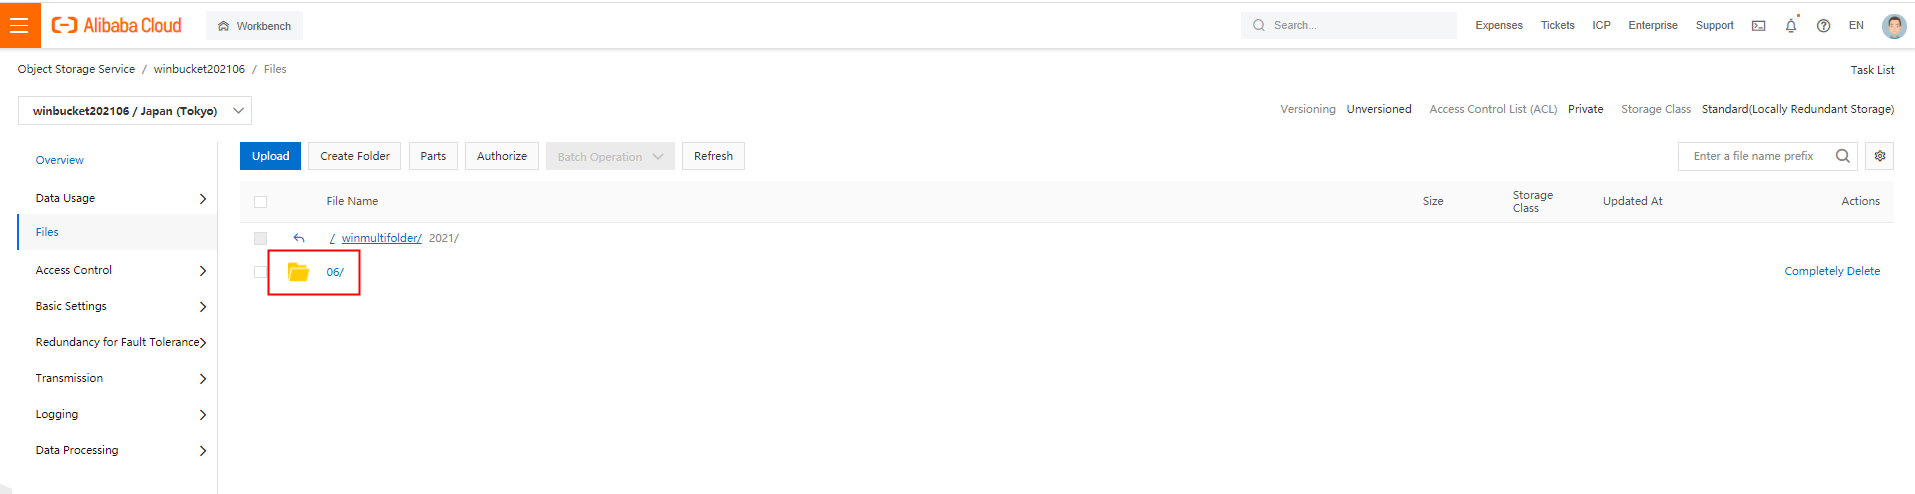 Alibaba Cloud Workbench Search... Expenses Tickets ICP Enterprise Support EN
Object Storage Service / winbucket202106 / Files Task List
winbucket202106 / Japan (Tokyo) Versioning Unversioned Access Control List (ACL) Private Storage Class Standard(Locally Redundant Storage)
Overview
Data Usage
Files
Access Control
Basic Settings
Redundancy for Fault Tolerance
Transmission
Logging
Data Processing
Upload Create Folder Parts Authorize Batch Operation Refresh Enter a file name prefix
File Name Size Storage Class Updated At Actions
/ winmultifolder/ 2021/
06/ Completely Delete